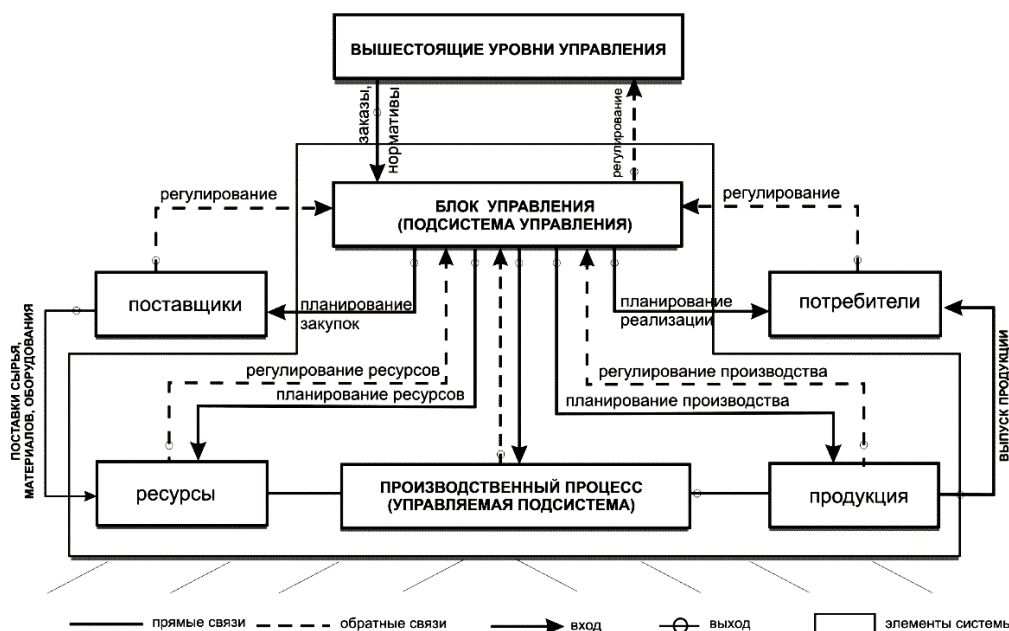 ВЫШЕСТОЯЩИЕ УРОВНИ УПРАВЛЕНИЯ
заказы,
нормативы
регулирование
регулирование
БЛОК УПРАВЛЕНИЯ
(ПОДСИСТЕМА УПРАВЛЕНИЯ)
регулирование
поставщики
планирование
закупок
планирование
реализации
потребители
ПОСТАВКИ СЫРЬЯ,
МАТЕРИАЛОВ, ОБОРУДОВАНИЯ
регулирование ресурсов
планирование ресурсов
регулирование производства
планирование производства
ВЫПУСК ПРОДУКЦИИ
ресурсы
ПРОИЗВОДСТВЕННЫЙ ПРОЦЕСС
(УПРАВЛЯЕМАЯ ПОДСИСТЕМА)
продукция
прямые связи
обратные связи
вход
выход
элементы системы